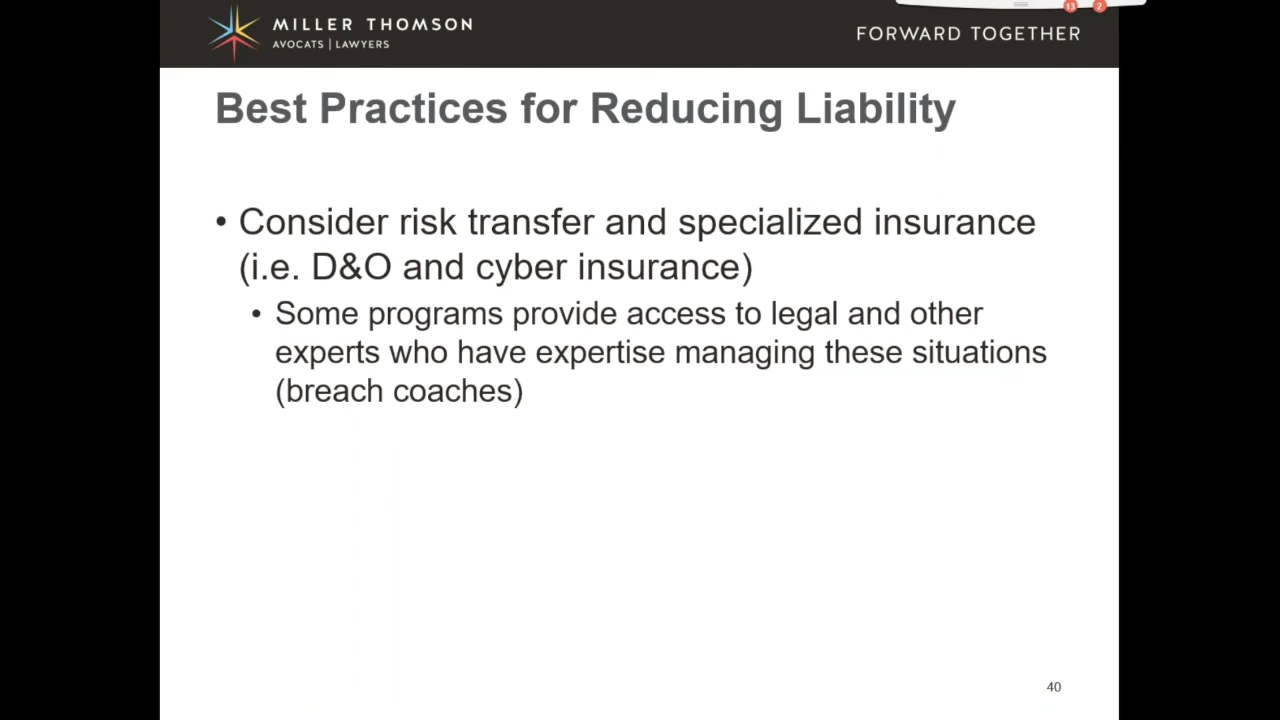 MILLER THOMSON
AVOCATS | LAWYERS
FORWARD TOGETHER
13
2
Best Practices for Reducing Liability
• Consider risk transfer and specialized insurance
(i.e. D&O and cyber insurance)
• Some programs provide access to legal and other
experts who have expertise managing these situations
(breach coaches)
40